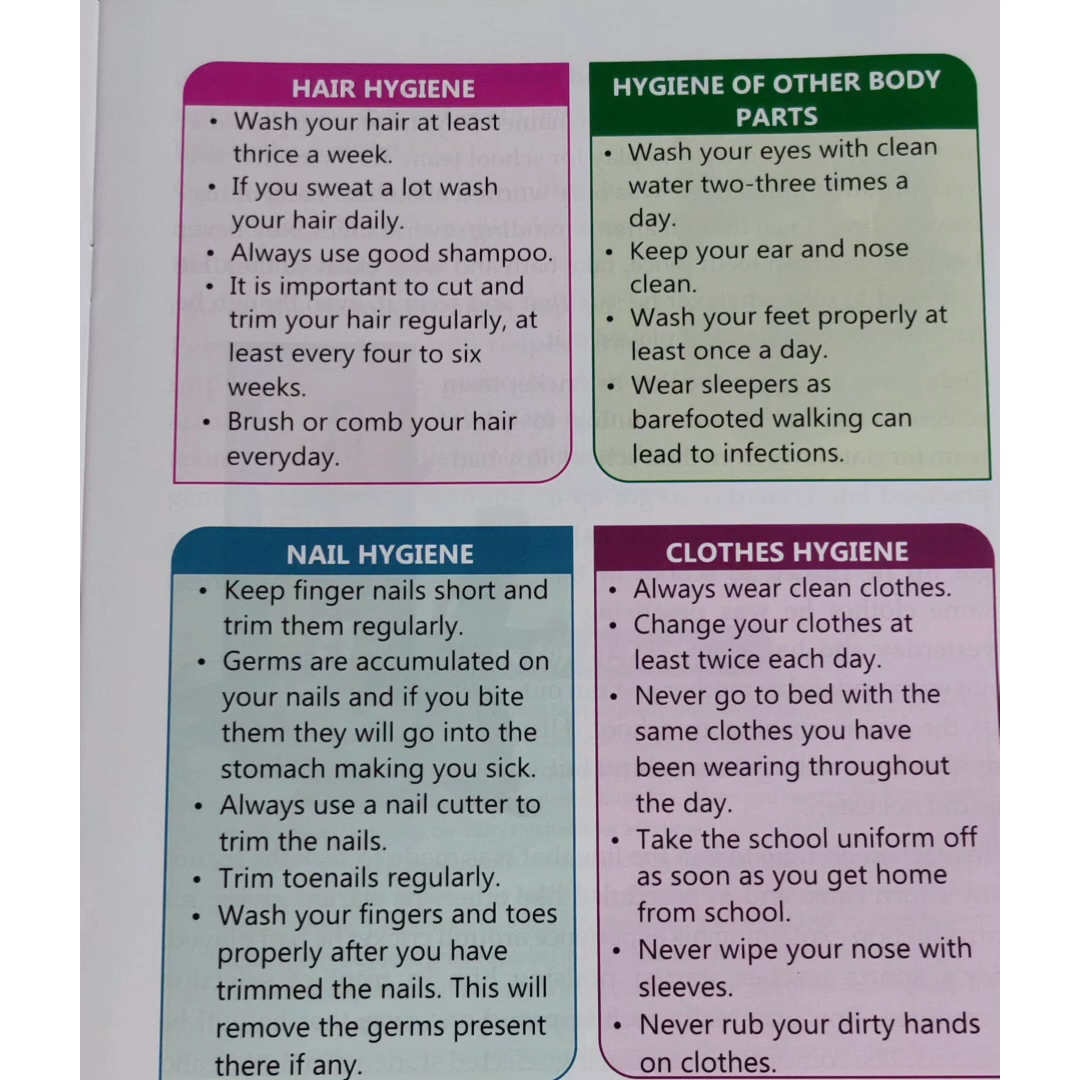 HAIR HYGIENE
• Wash your hair at least
thrice a week.
• If you sweat a lot wash
your hair daily.
• Always use good shampoo.
• It is important to cut and
trim your hair regularly, at
least every four to six
weeks.
• Brush or comb your hair
everyday.
HYGIENE OF OTHER BODY
PARTS
• Wash your eyes with clean
water two-three times a
day.
• Keep your ear and nose
clean.
• Wash your feet properly at
least once a day.
• Wear sleepers as
barefooted walking can
lead to infections.
NAIL HYGIENE
• Keep finger nails short and
trim them regularly.
• Germs are accumulated on
your nails and if you bite
them they will go into the
stomach making you sick.
• Always use a nail cutter to
trim the nails.
• Trim toenails regularly.
• Wash your fingers and toes
properly after you have
trimmed the nails. This will
remove the germs present
there if any.
CLOTHES HYGIENE
• Always wear clean clothes.
• Change your clothes at
least twice each day.
• Never go to bed with the
same clothes you have
been wearing throughout
the day.
• Take the school uniform off
as soon as you get home
from school.
• Never wipe your nose with
sleeves.
• Never rub your dirty hands
on clothes.